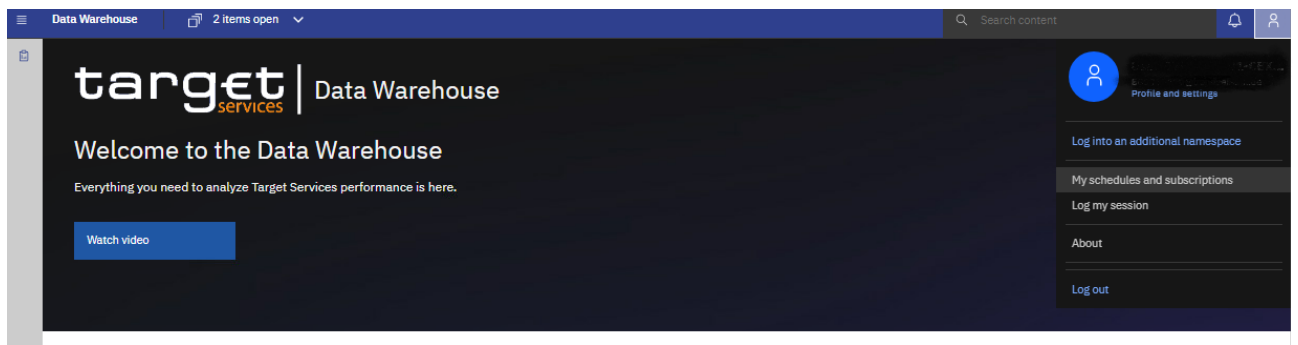 Data Warehouse
2 items open
Search content
target
services
Data Warehouse
Profile and settings
Welcome to the Data Warehouse
Log into an additional namespace
Everything you need to analyze Target Services performance is here.
My schedules and subscriptions
Log my session
Watch video
About
Log out